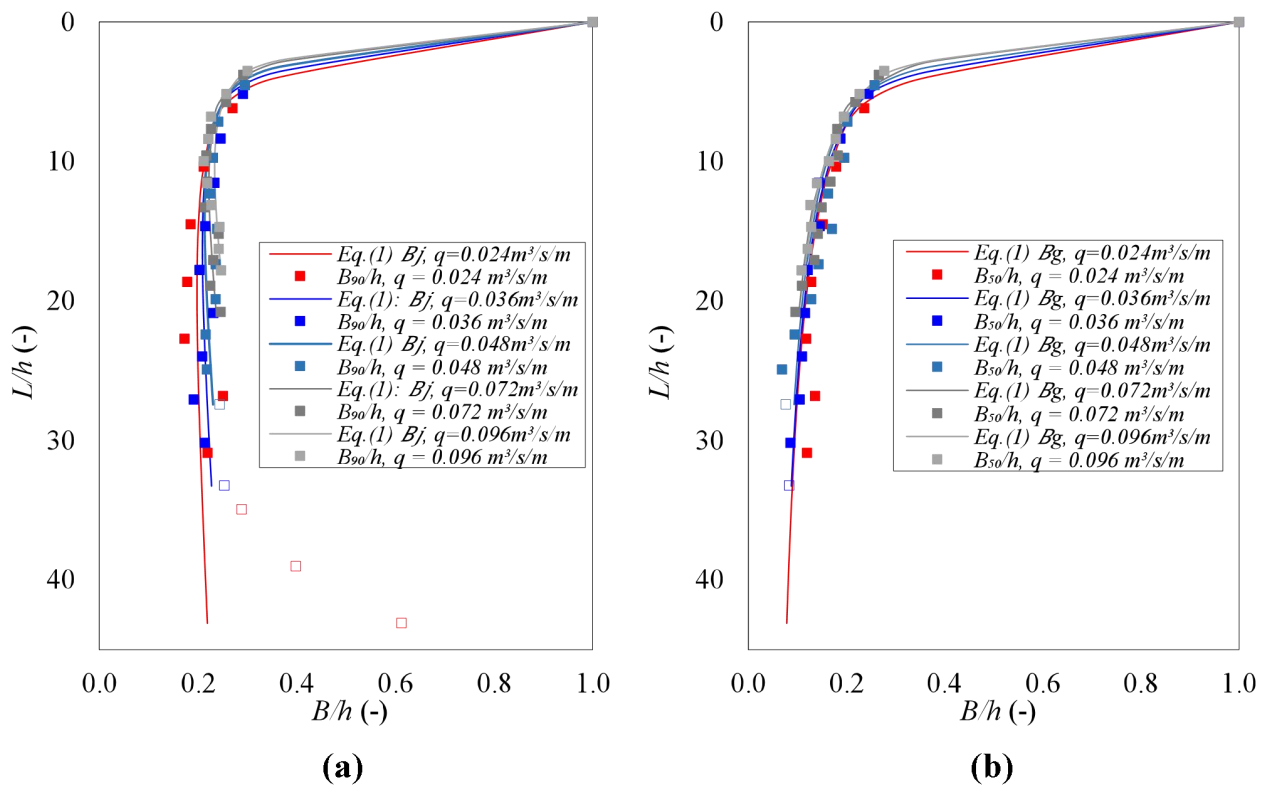 0
10
20
30
40
L/h (-)
0.0 0.2 0.4 0.6 0.8 1.0
B/h (-)
Eq.(1) Bj, q=0.024m³/s/m
B₉₀/h, q = 0.024 m³/s/m
Eq.(1): Bj, q=0.036m³/s/m
B₉₀/h, q = 0.036 m³/s/m
Eq.(1) Bj, q=0.048m³/s/m
B₉₀/h, q = 0.048 m³/s/m
Eq.(1): Bj, q=0.072m³/s/m
B₉₀/h, q = 0.072 m³/s/m
Eq.(1) Bj, q=0.096m³/s/m
B₉₀/h, q = 0.096 m³/s/m
(a)
0
10
20
30
40
L/h (-)
0.0 0.2 0.4 0.6 0.8 1.0
B/h (-)
Eq.(1) Bg, q=0.024m³/s/m
B₅₀/h, q = 0.024 m³/s/m
Eq.(1) Bg, q=0.036m³/s/m
B₅₀/h, q = 0.036 m³/s/m
Eq.(1) Bg, q=0.048m³/s/m
B₅₀/h, q = 0.048 m³/s/m
Eq.(1) Bg, q=0.072m³/s/m
B₅₀/h, q = 0.072 m³/s/m
Eq.(1) Bg, q=0.096m³/s/m
B₅₀/h, q = 0.096 m³/s/m
(b)